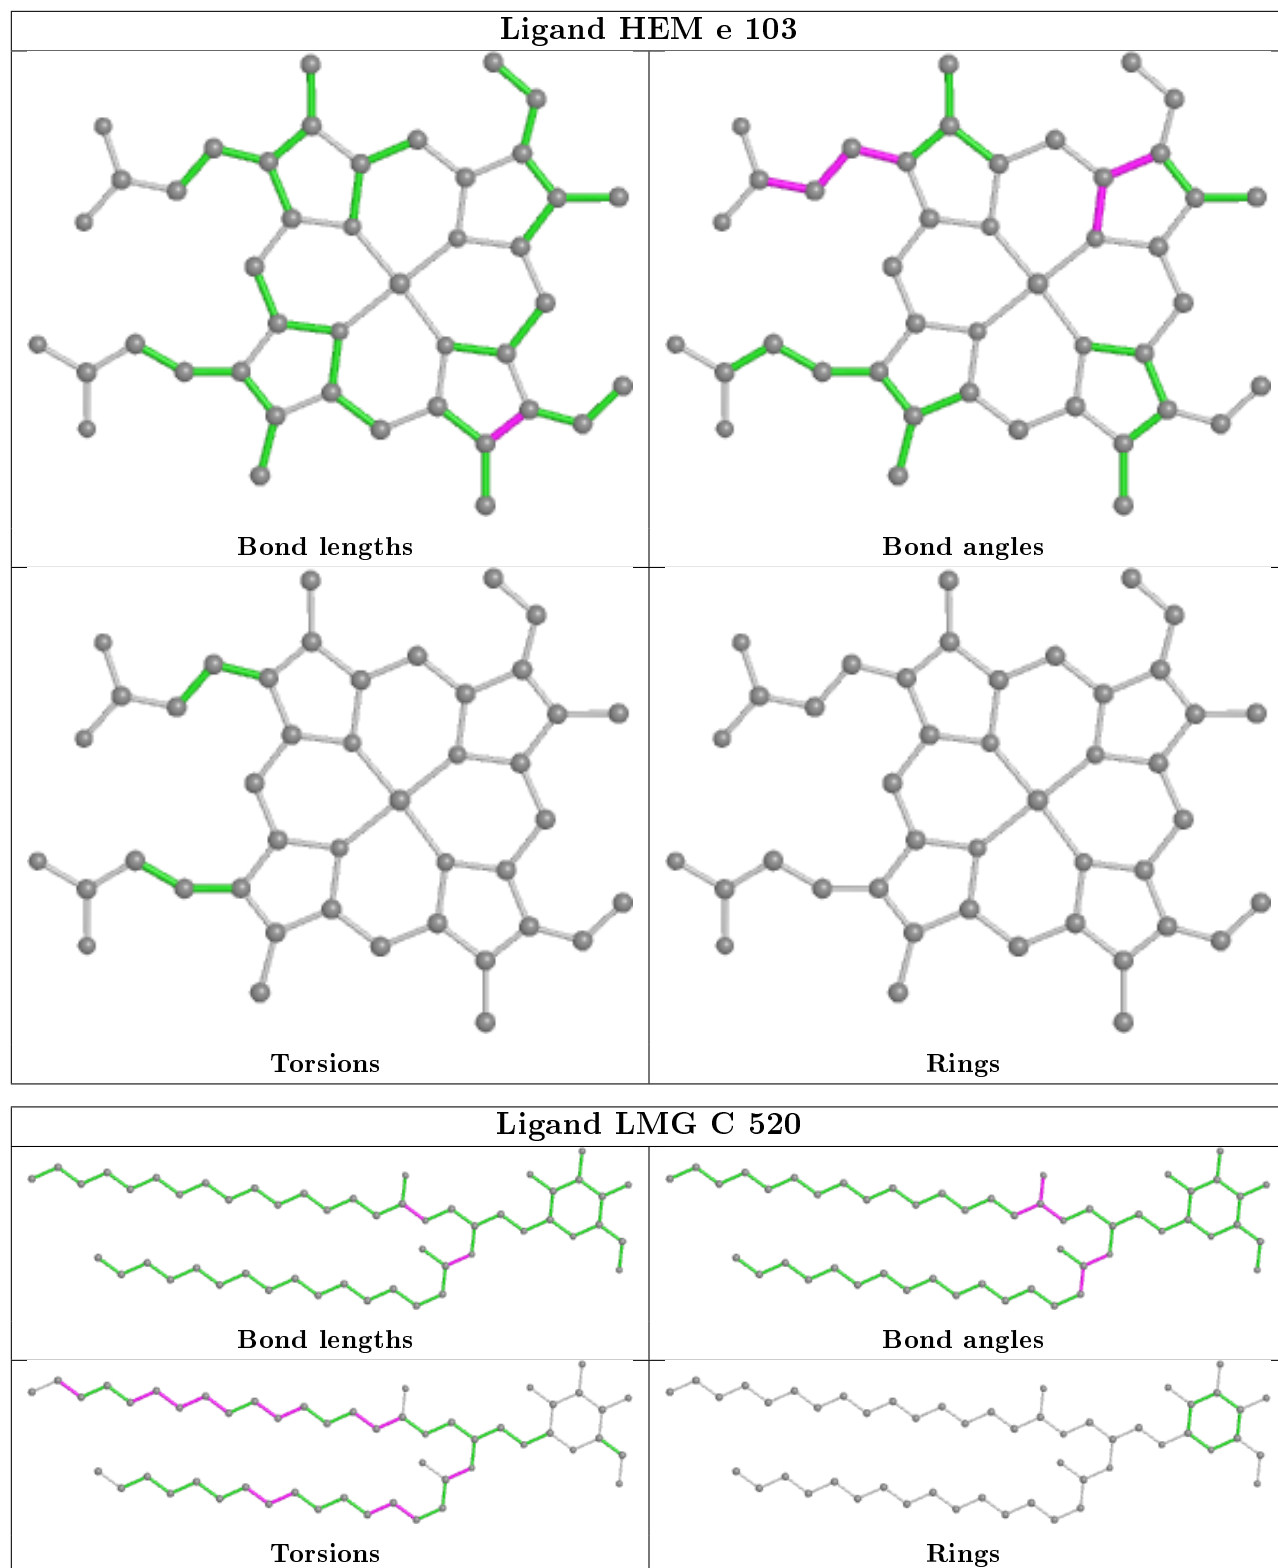 Ligand HEM e 103
Bond lengths
Bond angles
Torsions
Rings
Ligand LMG C 520
Bond lengths
Bond angles
Torsions
Rings